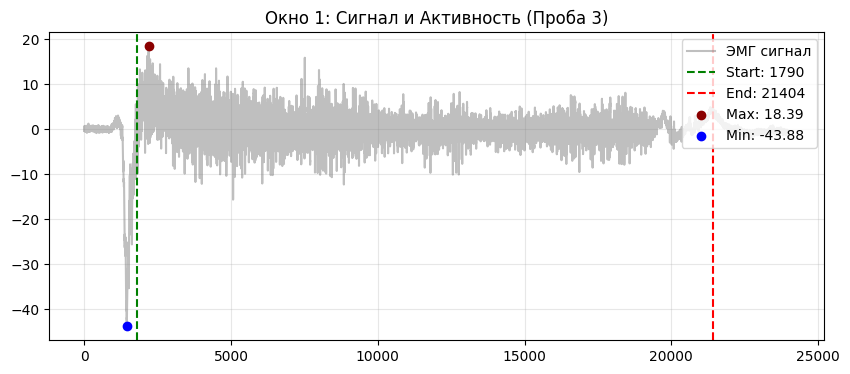 Окно 1: Сигнал и Активность (Проба 3)
20
10
0
−10
−20
−30
−40
ЭМГ сигнал
Start: 1790
End: 21404
Max: 18.39
Min: -43.88
0
5000
10000
15000
20000
25000